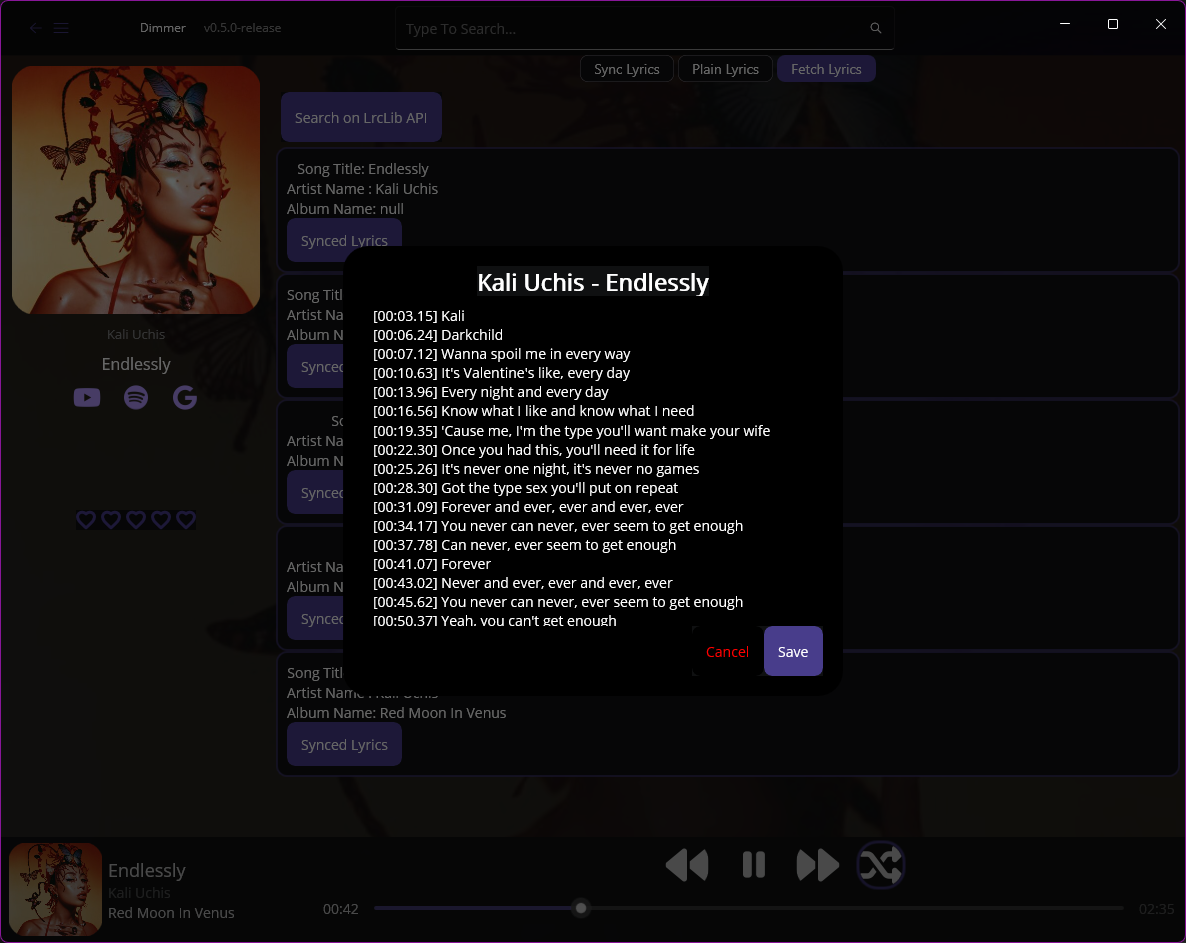 Dimmer v0.5.0-release
Type To Search...
Sync Lyrics Plain Lyrics Fetch Lyrics
Search on LrcLib API
Song Title: Endlessly
Artist Name : Kali Uchis
Album Name: null
Synced Lyrics
Kali Uchis
Endlessly
Kali Uchis - Endlessly
[00:03.15] Kali
[00:06.24] Darkchild
[00:07.12] Wanna spoil me in every way
[00:10.63] It's Valentine's like, every day
[00:13.96] Every night and every day
[00:16.56] Know what I like and know what I need
[00:19.35] 'Cause me, I'm the type you'll want make your wife
[00:22.30] Once you had this, you'll need it for life
[00:25.26] It's never one night, it's never no games
[00:28.30] Got the type sex you'll put on repeat
[00:31.09] Forever and ever, ever and ever, ever
[00:34.17] You never can never, ever seem to get enough
[00:37.78] Can never, ever seem to get enough
[00:41.07] Forever
[00:43.02] Never and ever, ever and ever, ever
[00:45.62] You never can never, ever seem to get enough
[00:50.37] Yeah, you can't get enough
Cancel Save
Song
Artist
Album
Artist
Album
Artist
Album
Song
Artist Name : Kali Uchis
Album Name: Red Moon In Venus
Synced Lyrics
Endlessly
Kali Uchis
Red Moon In Venus
00:42 02:35